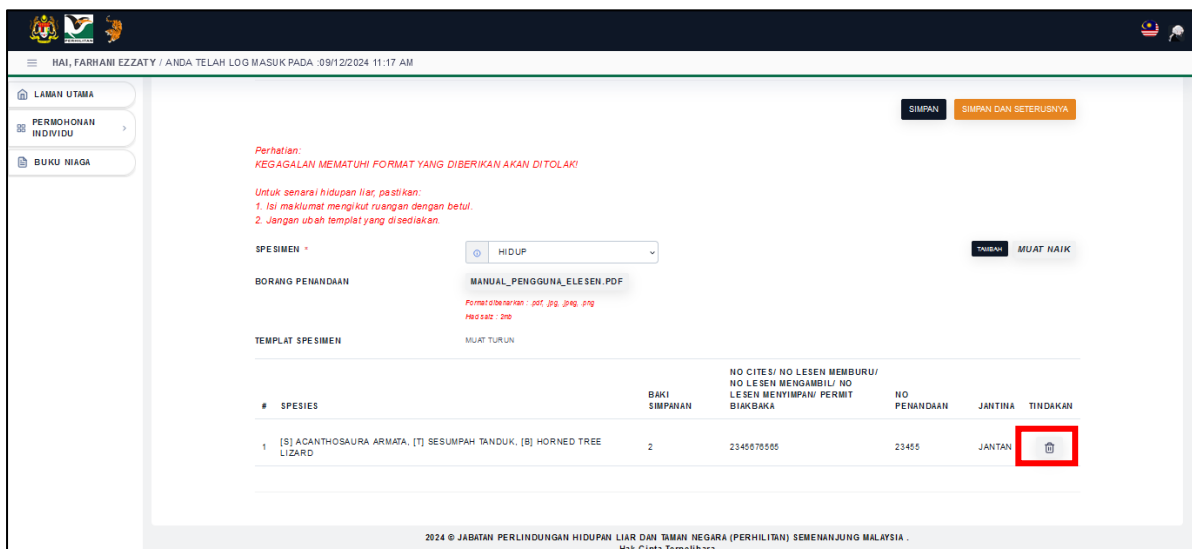 PERHILITAN
HAI, FARHANI EZZATY / ANDA TELAH LOG MASUK PADA :09/12/2024 11:17 AM
LAMAN UTAMA
PERMOHONAN
INDIVIDU
BUKU NIAGA
SIMPAN SIMPAN DAN SETERUSNYA
Perhatian:
KEGAGALAN MEMATUHI FORMAT YANG DIBERIKAN AKAN DITOLAK!
Untuk senarai hidupan liar, pastikan:
1. Isi maklumat mengikut ruangan dengan betul.
2. Jangan ubah templat yang disediakan.
SPESIMEN * HIDUP TAMBAH MUAT NAIK
BORANG PENANDAAN MANUAL_PENGGUNA_ELESEN.PDF
Format dibenarkan : .pdf, .jpg, .jpeg, .png
Had saiz : 2mb
TEMPLAT SPESIMEN MUAT TURUN
# SPESIES
BAKI
SIMPANAN
NO CITES/ NO LESEN MEMBURU/
NO LESEN MENGAMBIL/ NO
LESEN MENYIMPAN/ PERMIT
BIAKBAKA
NO
PENANDAAN
JANTINA TINDAKAN
1 [S] ACANTHOSAURA ARMATA, [T] SESUMPAH TANDUK, [B] HORNED TREE
LIZARD
2 2345676565 23455 JANTAN
2024 © JABATAN PERLINDUNGAN HIDUPAN LIAR DAN TAMAN NEGARA (PERHILITAN) SEMENANJUNG MALAYSIA .
Hak Cipta Terpelihara